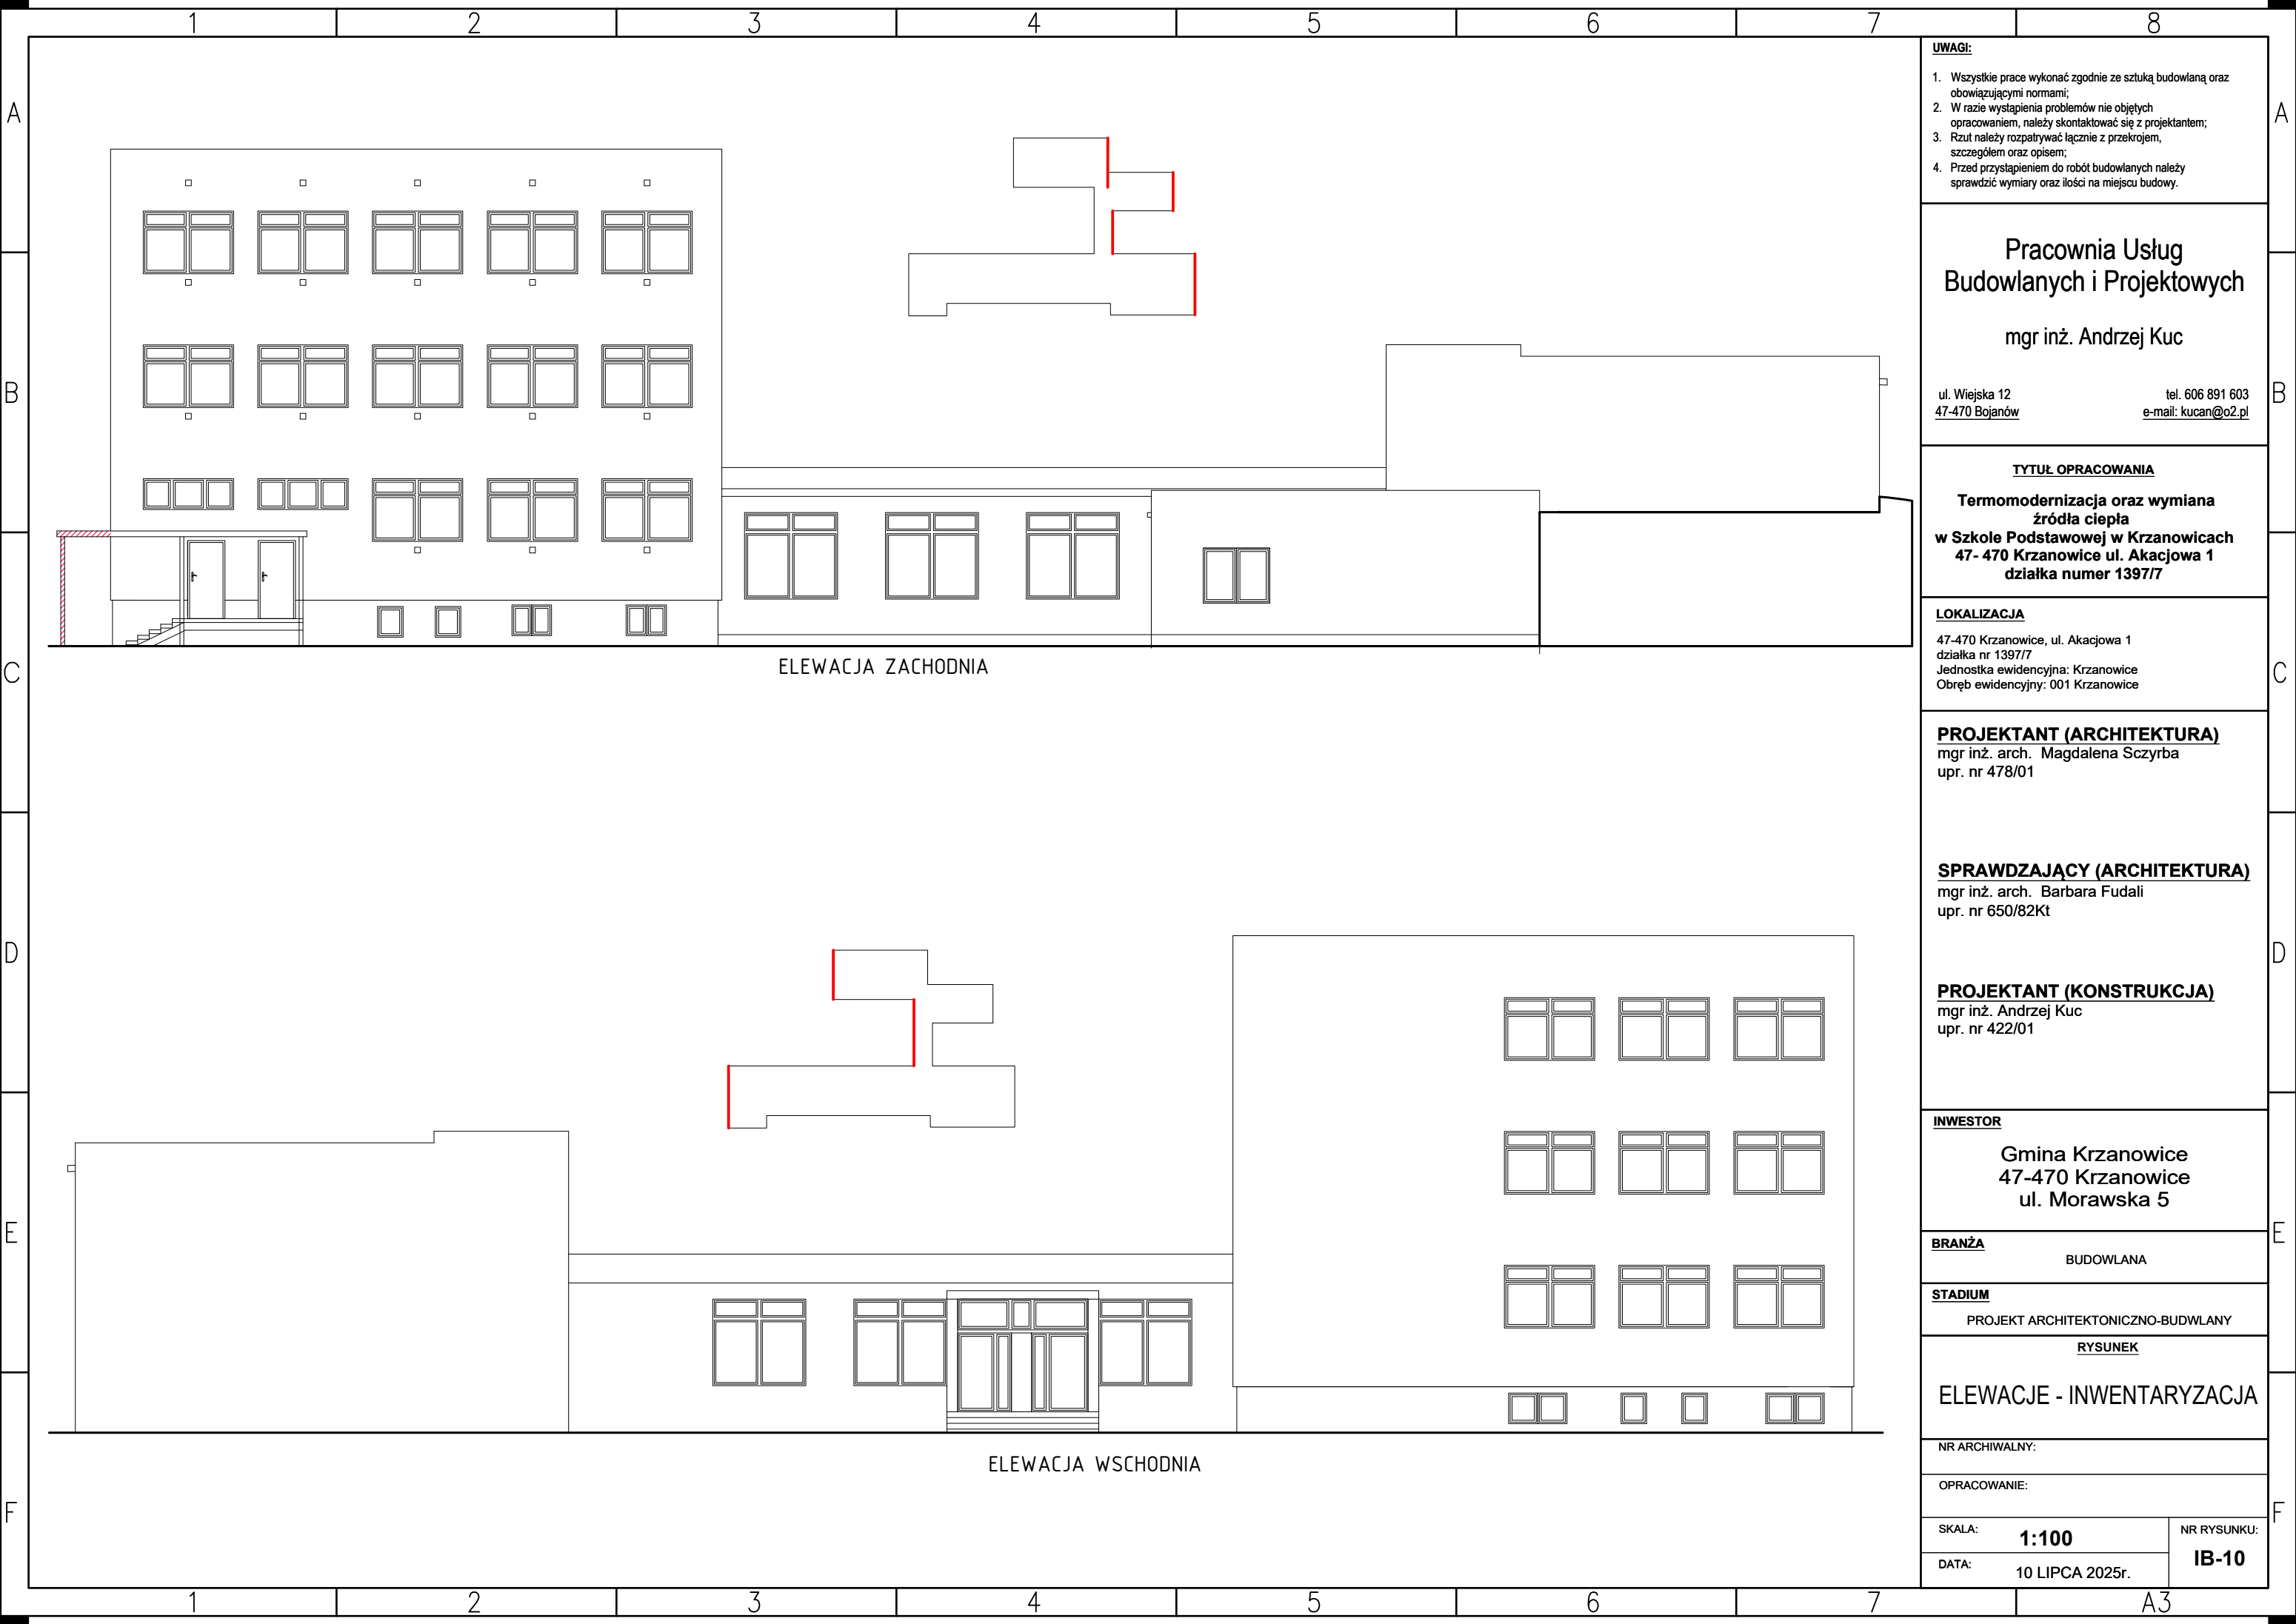 1 2 3 4 5 6 7 8
A A
B B
C C
D D
E E
F F
ELEWACJA ZACHODNIA
ELEWACJA WSCHODNIA
UWAGI:
1. Wszystkie prace wykonać zgodnie ze sztuką budowlaną oraz
obowiązującymi normami;
2. W razie wystąpienia problemów nie objętych
opracowaniem, należy skontaktować się z projektantem;
3. Rzut należy rozpatrywać łącznie z przekrojem,
szczegółem oraz opisem;
4. Przed przystąpieniem do robót budowlanych należy
sprawdzić wymiary oraz ilości na miejscu budowy.
Pracownia Usług
Budowlanych i Projektowych
mgr inż. Andrzej Kuc
ul. Wiejska 12 tel. 606 891 603
47-470 Bojanów e-mail: kucan@o2.pl
TYTUŁ OPRACOWANIA
Termomodernizacja oraz wymiana
źródła ciepła
w Szkole Podstawowej w Krzanowicach
47- 470 Krzanowice ul. Akacjowa 1
działka numer 1397/7
LOKALIZACJA
47-470 Krzanowice, ul. Akacjowa 1
działka nr 1397/7
Jednostka ewidencyjna: Krzanowice
Obręb ewidencyjny: 001 Krzanowice
PROJEKTANT (ARCHITEKTURA)
mgr inż. arch. Magdalena Sczyrba
upr. nr 478/01
SPRAWDZAJĄCY (ARCHITEKTURA)
mgr inż. arch. Barbara Fudali
upr. nr 650/82Kt
PROJEKTANT (KONSTRUKCJA)
mgr inż. Andrzej Kuc
upr. nr 422/01
INWESTOR
Gmina Krzanowice
47-470 Krzanowice
ul. Morawska 5
BRANŻA
BUDOWLANA
STADIUM
PROJEKT ARCHITEKTONICZNO-BUDWLANY
RYSUNEK
ELEWACJE - INWENTARYZACJA
NR ARCHIWALNY:
OPRACOWANIE:
SKALA: 1:100
NR RYSUNKU:
IB-10
DATA: 10 LIPCA 2025r.
1 2 3 4 5 6 7 A3